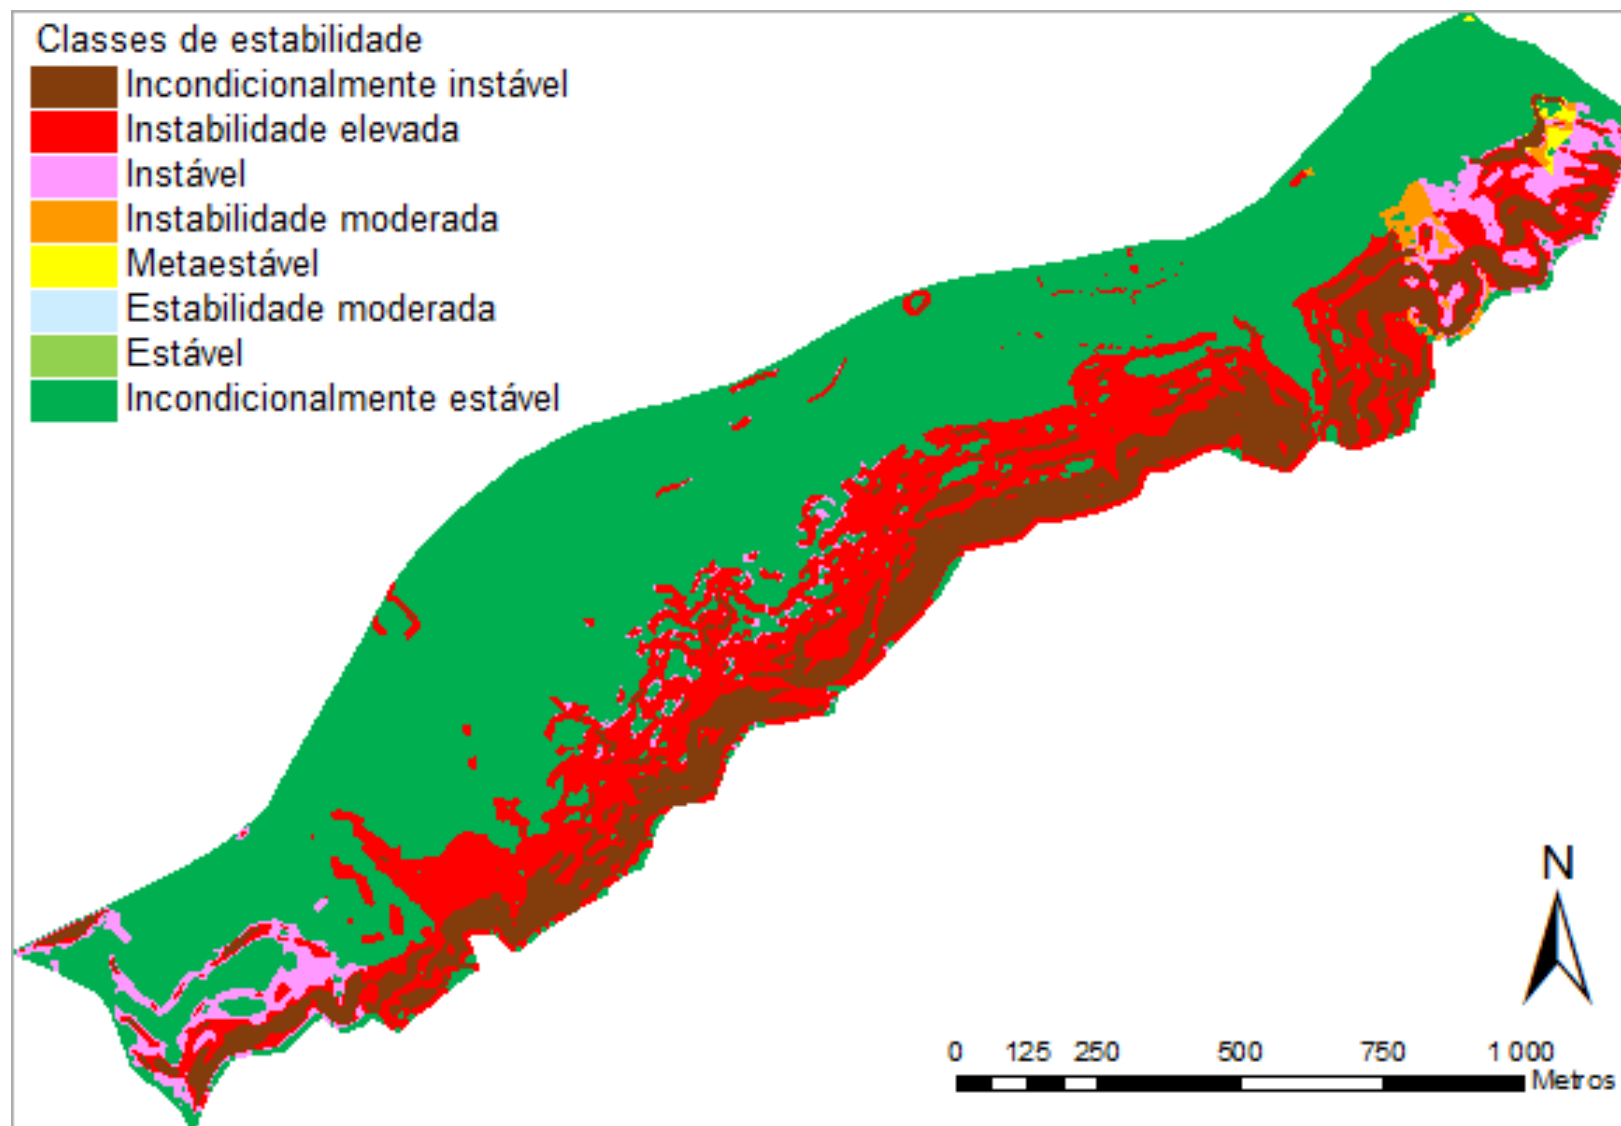 Classes de estabilidade
Incondicionalmente instável
Instabilidade elevada
Instável
Instabilidade moderada
Metaestável
Estabilidade moderada
Estável
Incondicionalmente estável
N
0 125 250 500 750 1 000
Metros